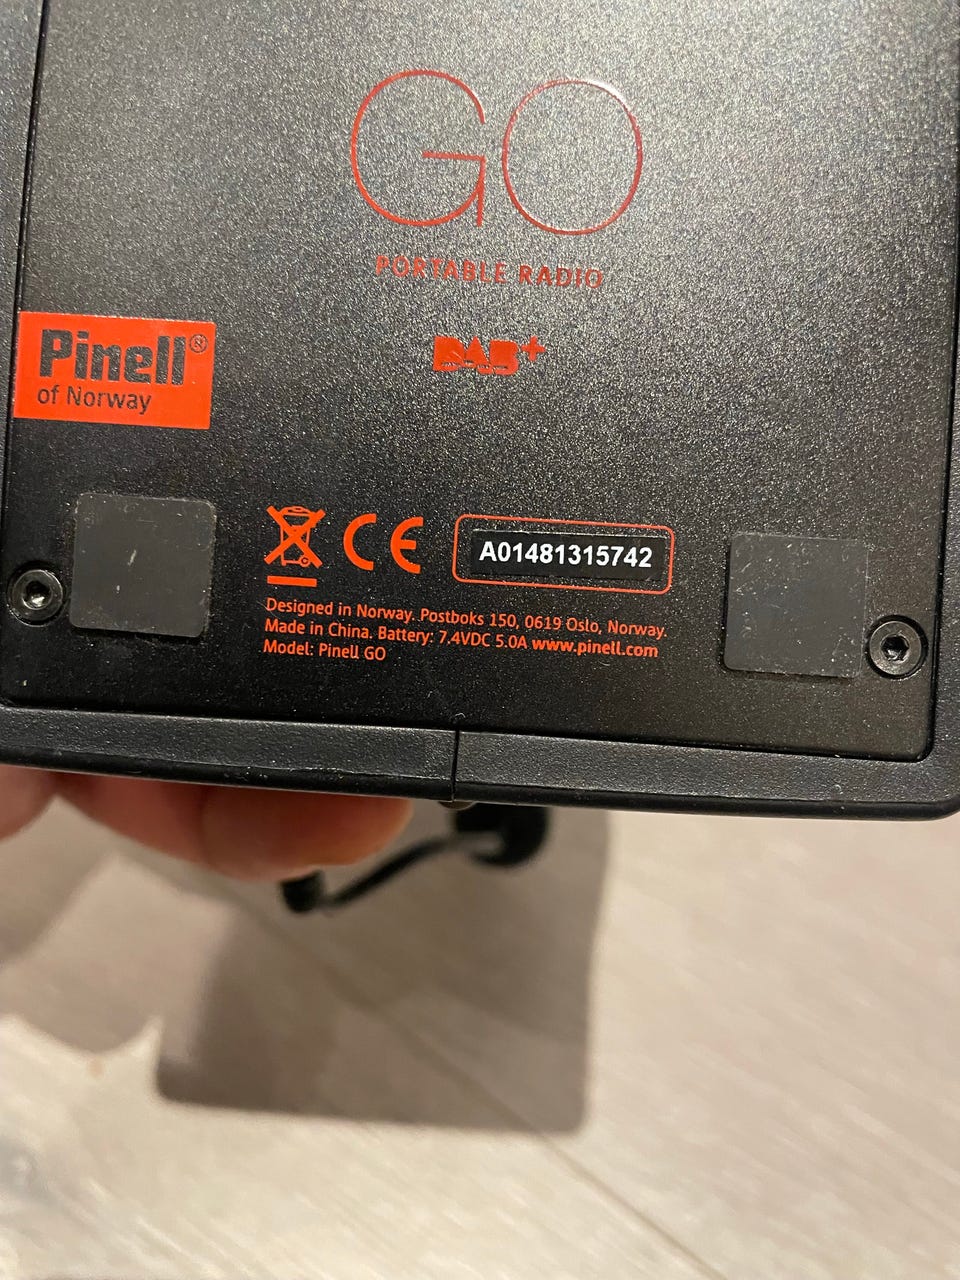 GO
PORTABLE RADIO
DAB+
Pinell®
of Norway
CE
A01481315742
Designed in Norway. Postboks 150, 0619 Oslo, Norway.
Made in China. Battery: 7.4VDC 5.0A www.pinell.com
Model: Pinell GO